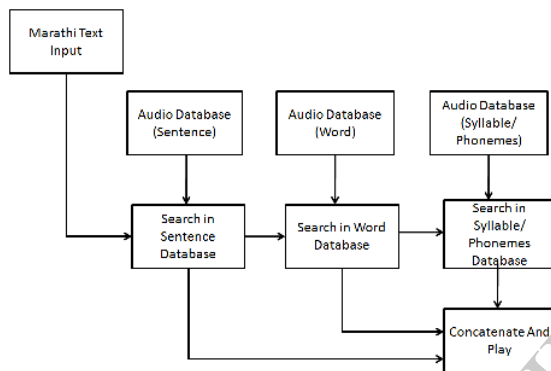 Marathi Text
Input
Audio Database
(Sentence)
Audio Database
(Word)
Audio Database
(Syllable/
Phonemes)
Search in
Sentence
Database
Search in Word
Database
Search in
Syllable/
Phonemes
Database
Concatenate And
Play